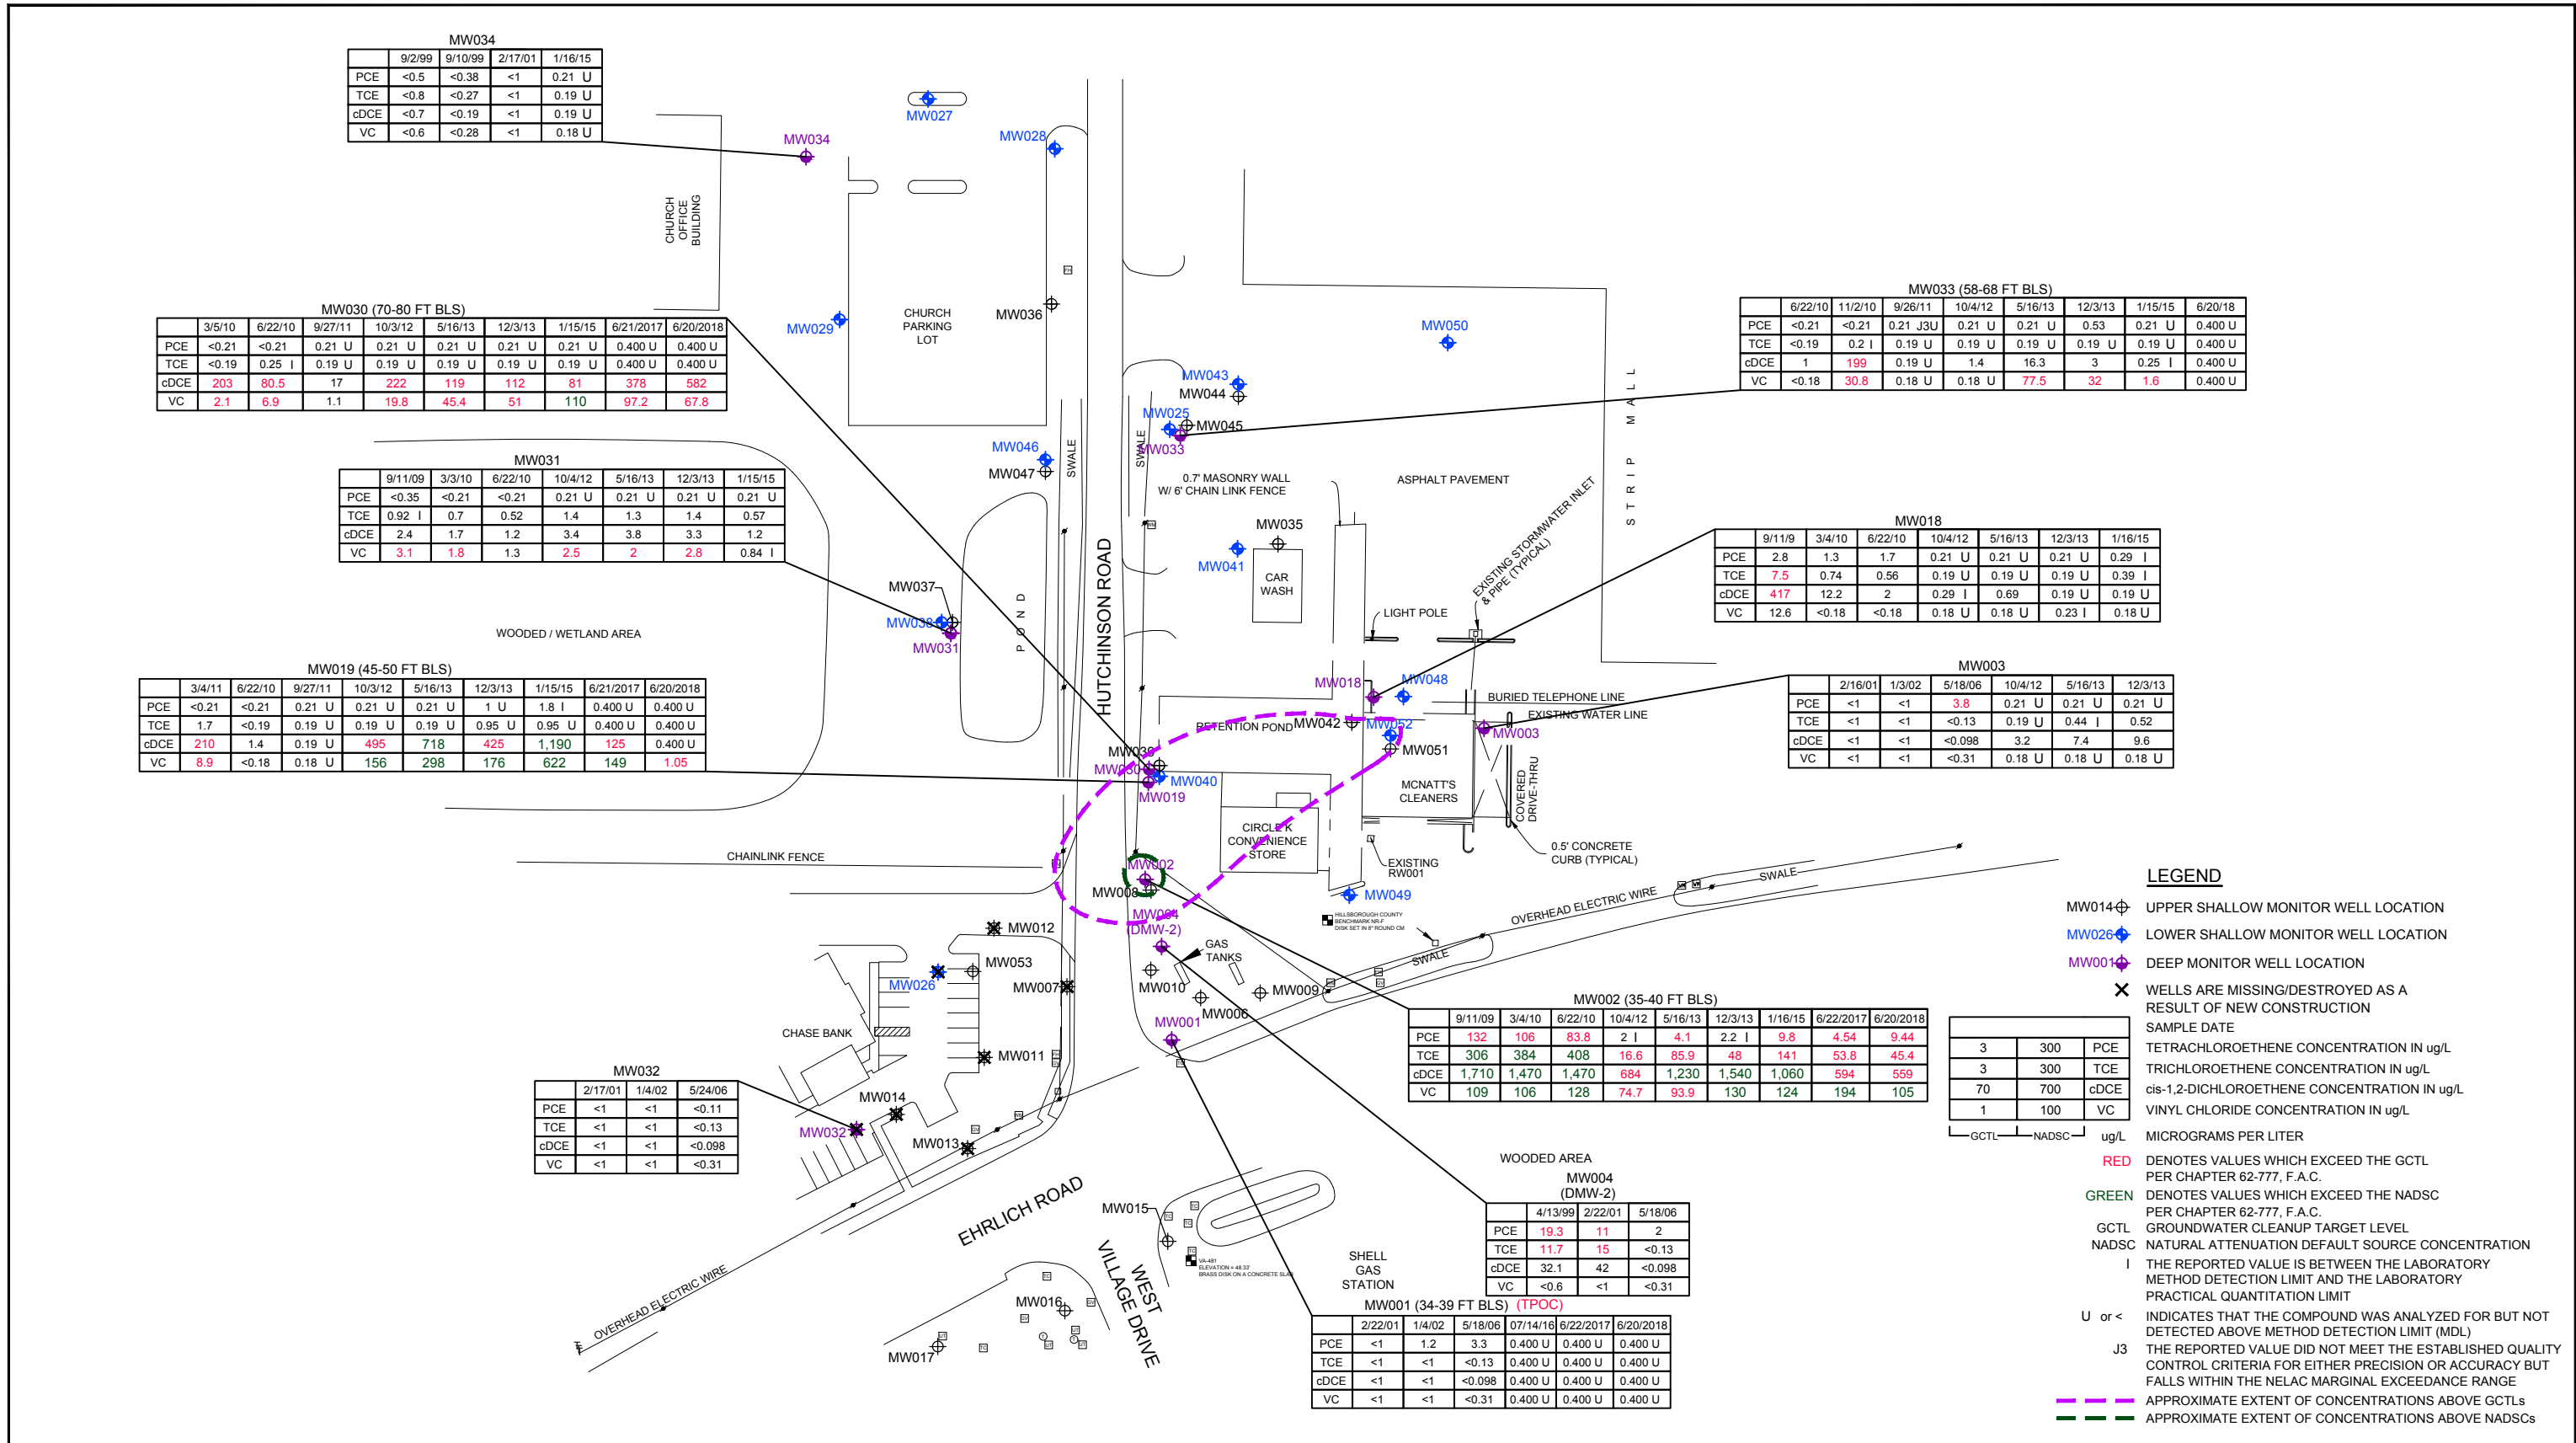 MW034
9/2/99 9/10/99 2/17/01 1/16/15
PCE <0.5 <0.38 <1 0.21 U
TCE <0.8 <0.27 <1 0.19 U
cDCE <0.7 <0.19 <1 0.19 U
VC <0.6 <0.28 <1 0.18 U
MW027
MW028
MW034
CHURCH
OFFICE
BUILDING
MW030 (70-80 FT BLS)
3/5/10 6/22/10 9/27/11 10/3/12 5/16/13 12/3/13 1/15/15 6/21/2017 6/20/2018
PCE <0.21 <0.21 0.21 U 0.21 U 0.21 U 0.21 U 0.21 U 0.400 U 0.400 U
TCE <0.19 0.25 I 0.19 U 0.19 U 0.19 U 0.19 U 0.19 U 0.400 U 0.400 U
cDCE 203 80.5 17 222 119 112 81 378 582
VC 2.1 6.9 1.1 19.8 45.4 51 110 97.2 67.8
MW029
CHURCH
PARKING
LOT
MW036
MW050
MW033 (58-68 FT BLS)
6/22/10 11/2/10 9/26/11 10/4/12 5/16/13 12/3/13 1/15/15 6/20/18
PCE <0.21 <0.21 0.21 J3U 0.21 U 0.21 U 0.53 0.21 U 0.400 U
TCE <0.19 0.2 I 0.19 U 0.19 U 0.19 U 0.19 U 0.19 U 0.400 U
cDCE 1 199 0.19 U 1.4 16.3 3 0.25 I 0.400 U
VC <0.18 30.8 0.18 U 0.18 U 77.5 32 1.6 0.400 U
MW043
MW044
MW025
MW045
MW033
STRIP MALL
MW046
MW047
SWALE
SWALE
0.7' MASONRY WALL
W/ 6' CHAIN LINK FENCE
ASPHALT PAVEMENT
MW031
9/11/09 3/3/10 6/22/10 10/4/12 5/16/13 12/3/13 1/15/15
PCE <0.35 <0.21 <0.21 0.21 U 0.21 U 0.21 U 0.21 U
TCE 0.92 I 0.7 0.52 1.4 1.3 1.4 0.57
cDCE 2.4 1.7 1.2 3.4 3.8 3.3 1.2
VC 3.1 1.8 1.3 2.5 2 2.8 0.84 I
MW035
MW041
CAR
WASH
EXISTING STORMWATER INLET
& PIPE (TYPICAL)
LIGHT POLE
HUTCHINSON ROAD
MW018
9/11/9 3/4/10 6/22/10 10/4/12 5/16/13 12/3/13 1/16/15
PCE 2.8 1.3 1.7 0.21 U 0.21 U 0.21 U 0.29 I
TCE 7.5 0.74 0.56 0.19 U 0.19 U 0.19 U 0.39 I
cDCE 417 12.2 2 0.29 I 0.69 0.19 U 0.19 U
VC 12.6 <0.18 <0.18 0.18 U 0.18 U 0.23 I 0.18 U
MW037
MW038
MW031
POND
WOODED / WETLAND AREA
MW019 (45-50 FT BLS)
3/4/11 6/22/10 9/27/11 10/3/12 5/16/13 12/3/13 1/15/15 6/21/2017 6/20/2018
PCE <0.21 <0.21 0.21 U 0.21 U 0.21 U 1 U 1.8 I 0.400 U 0.400 U
TCE 1.7 <0.19 0.19 U 0.19 U 0.19 U 0.95 U 0.95 U 0.400 U 0.400 U
cDCE 210 1.4 0.19 U 495 718 425 1,190 125 0.400 U
VC 8.9 <0.18 0.18 U 156 298 176 622 149 1.05
MW018
MW048
BURIED TELEPHONE LINE
EXISTING WATER LINE
RETENTION POND
MW042
MW052
MW051
MW003
MW003
2/16/01 1/3/02 5/18/06 10/4/12 5/16/13 12/3/13
PCE <1 <1 3.8 0.21 U 0.21 U 0.21 U
TCE <1 <1 <0.13 0.19 U 0.44 I 0.52
cDCE <1 <1 <0.098 3.2 7.4 9.6
VC <1 <1 <0.31 0.18 U 0.18 U 0.18 U
MW039
MW030
MW040
MW019
MCNATT'S
CLEANERS
COVERED
DRIVE-THRU
CIRCLE K
CONVENIENCE
STORE
EXISTING
RW001
0.5' CONCRETE
CURB (TYPICAL)
CHAINLINK FENCE
MW002
MW008
MW004
(DMW-2)
MW049
HILLSBOROUGH COUNTY
BENCHMARK NR-F
DISK SET IN 8" ROUND CM
OVERHEAD ELECTRIC WIRE
SWALE
SWALE
MW012
MW053
MW026
MW007
GAS
TANKS
MW010
MW006
MW009
MW001
CHASE BANK
MW011
MW014
MW032
MW013
MW032
2/17/01 1/4/02 5/24/06
PCE <1 <1 <0.11
TCE <1 <1 <0.13
cDCE <1 <1 <0.098
VC <1 <1 <0.31
MW002 (35-40 FT BLS)
9/11/09 3/4/10 6/22/10 10/4/12 5/16/13 12/3/13 1/16/15 6/22/2017 6/20/2018
PCE 132 106 83.8 2 I 4.1 2.2 I 9.8 4.54 9.44
TCE 306 384 408 16.6 85.9 48 141 53.8 45.4
cDCE 1,710 1,470 1,470 684 1,230 1,540 1,060 594 559
VC 109 106 128 74.7 93.9 130 124 194 105
WOODED AREA
MW004
(DMW-2)
4/13/99 2/22/01 5/18/06
PCE 19.3 11 2
TCE 11.7 15 <0.13
cDCE 32.1 42 <0.098
VC <0.6 <1 <0.31
EHRLICH ROAD
WEST
VILLAGE DRIVE
MW015
VA-481
ELEVATION = 48.33'
BRASS DISK ON A CONCRETE SLAB
SHELL
GAS
STATION
OVERHEAD ELECTRIC WIRE
MW016
MW017
MW001 (34-39 FT BLS) (TPOC)
2/22/01 1/4/02 5/18/06 07/14/16 6/22/2017 6/20/2018
PCE <1 1.2 3.3 0.400 U 0.400 U 0.400 U
TCE <1 <1 <0.13 0.400 U 0.400 U 0.400 U
cDCE <1 <1 <0.098 0.400 U 0.400 U 0.400 U
VC <1 <1 <0.31 0.400 U 0.400 U 0.400 U
LEGEND
MW014 UPPER SHALLOW MONITOR WELL LOCATION
MW026 LOWER SHALLOW MONITOR WELL LOCATION
MW001 DEEP MONITOR WELL LOCATION
WELLS ARE MISSING/DESTROYED AS A
RESULT OF NEW CONSTRUCTION
SAMPLE DATE
3 300 PCE TETRACHLOROETHENE CONCENTRATION IN ug/L
3 300 TCE TRICHLOROETHENE CONCENTRATION IN ug/L
70 700 cDCE cis-1,2-DICHLOROETHENE CONCENTRATION IN ug/L
1 100 VC VINYL CHLORIDE CONCENTRATION IN ug/L
GCTL NADSC ug/L MICROGRAMS PER LITER
RED DENOTES VALUES WHICH EXCEED THE GCTL
PER CHAPTER 62-777, F.A.C.
GREEN DENOTES VALUES WHICH EXCEED THE NADSC
PER CHAPTER 62-777, F.A.C.
GCTL GROUNDWATER CLEANUP TARGET LEVEL
NADSC NATURAL ATTENUATION DEFAULT SOURCE CONCENTRATION
I THE REPORTED VALUE IS BETWEEN THE LABORATORY
METHOD DETECTION LIMIT AND THE LABORATORY
PRACTICAL QUANTITATION LIMIT
U or < INDICATES THAT THE COMPOUND WAS ANALYZED FOR BUT NOT
DETECTED ABOVE METHOD DETECTION LIMIT (MDL)
J3 THE REPORTED VALUE DID NOT MEET THE ESTABLISHED QUALITY
CONTROL CRITERIA FOR EITHER PRECISION OR ACCURACY BUT
FALLS WITHIN THE NELAC MARGINAL EXCEEDANCE RANGE
APPROXIMATE EXTENT OF CONCENTRATIONS ABOVE GCTLs
APPROXIMATE EXTENT OF CONCENTRATIONS ABOVE NADSCs